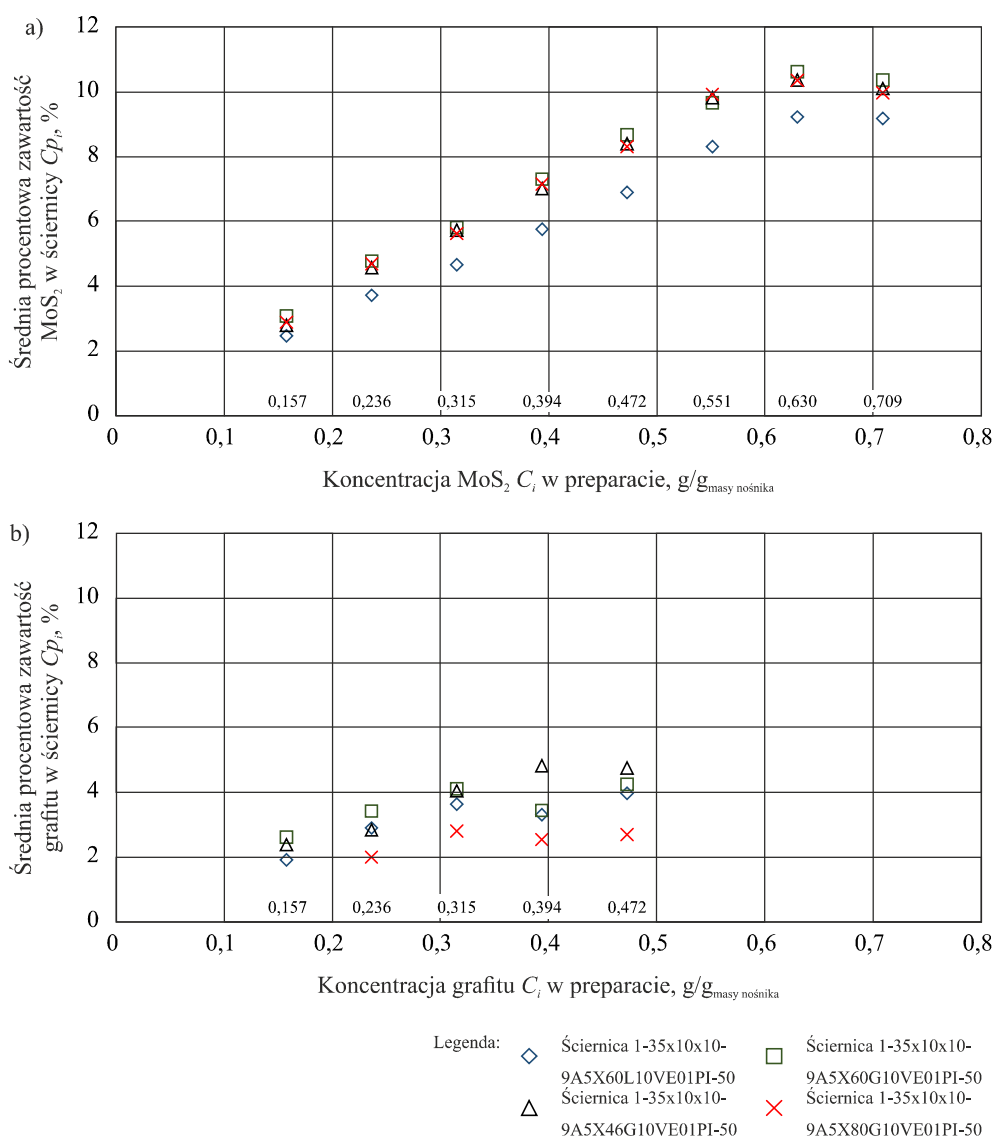 a)
Średnia procentowa zawartość
MoS₂ w ściernicy Cpᵢ, %
12
10
8
6
4
2
0
0,157 0,236 0,315 0,394 0,472 0,551 0,630 0,709
0 0,1 0,2 0,3 0,4 0,5 0,6 0,7 0,8
Koncentracja MoS₂ Cᵢ w preparacie, g/g masy nośnika
b)
Średnia procentowa zawartość
grafitu w ściernicy Cpᵢ, %
12
10
8
6
4
2
0
0,157 0,236 0,315 0,394 0,472
0 0,1 0,2 0,3 0,4 0,5 0,6 0,7 0,8
Koncentracja grafitu Cᵢ w preparacie, g/g masy nośnika
Legenda:
Ściernica 1-35x10x10-
9A5X60L10VE01PI-50
Ściernica 1-35x10x10-
9A5X60G10VE01PI-50
Ściernica 1-35x10x10-
9A5X46G10VE01PI-50
Ściernica 1-35x10x10-
9A5X80G10VE01PI-50